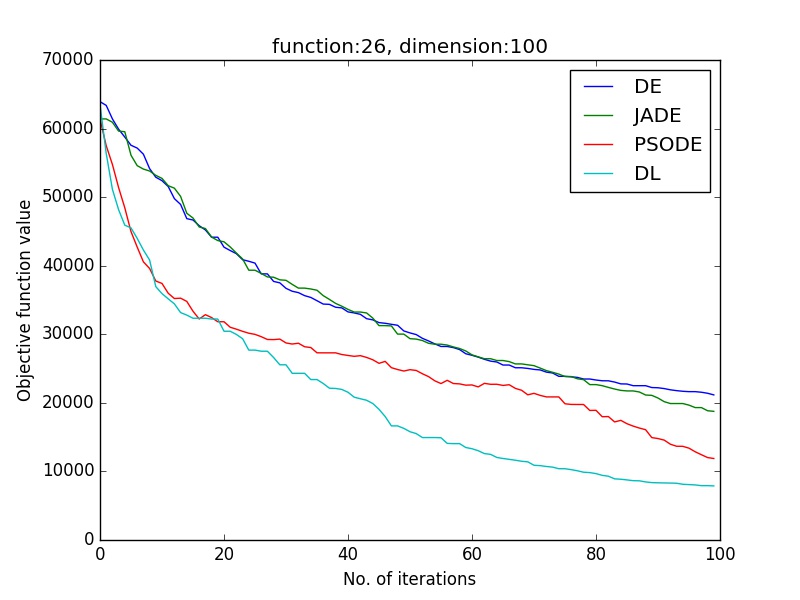 function:26, dimension:100
70000
60000
50000
40000
30000
20000
10000
0
Objective function value
DE
JADE
PSODE
DL
0 20 40 60 80 100
No. of iterations